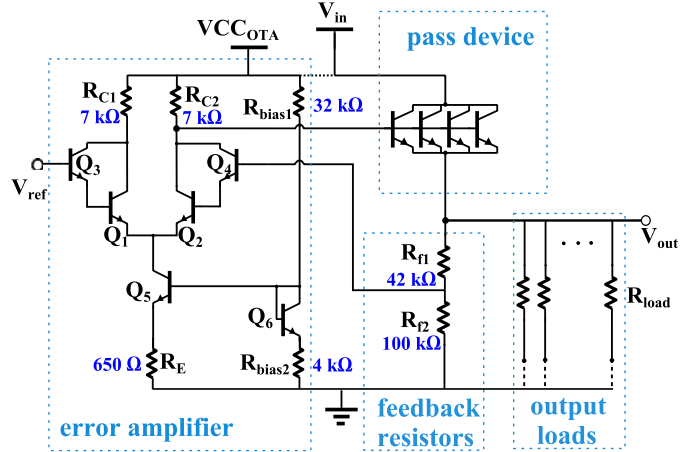 V_in
VCC_OTA
pass device
R_C1
7 kΩ
R_C2
7 kΩ
R_bias1
32 kΩ
Q_3
Q_4
V_ref
Q_1
Q_2
V_out
R_f1
42 kΩ
R_load
Q_5
Q_6
R_f2
100 kΩ
650 Ω
R_E
R_bias2
4 kΩ
error amplifier
feedback
resistors
output
loads